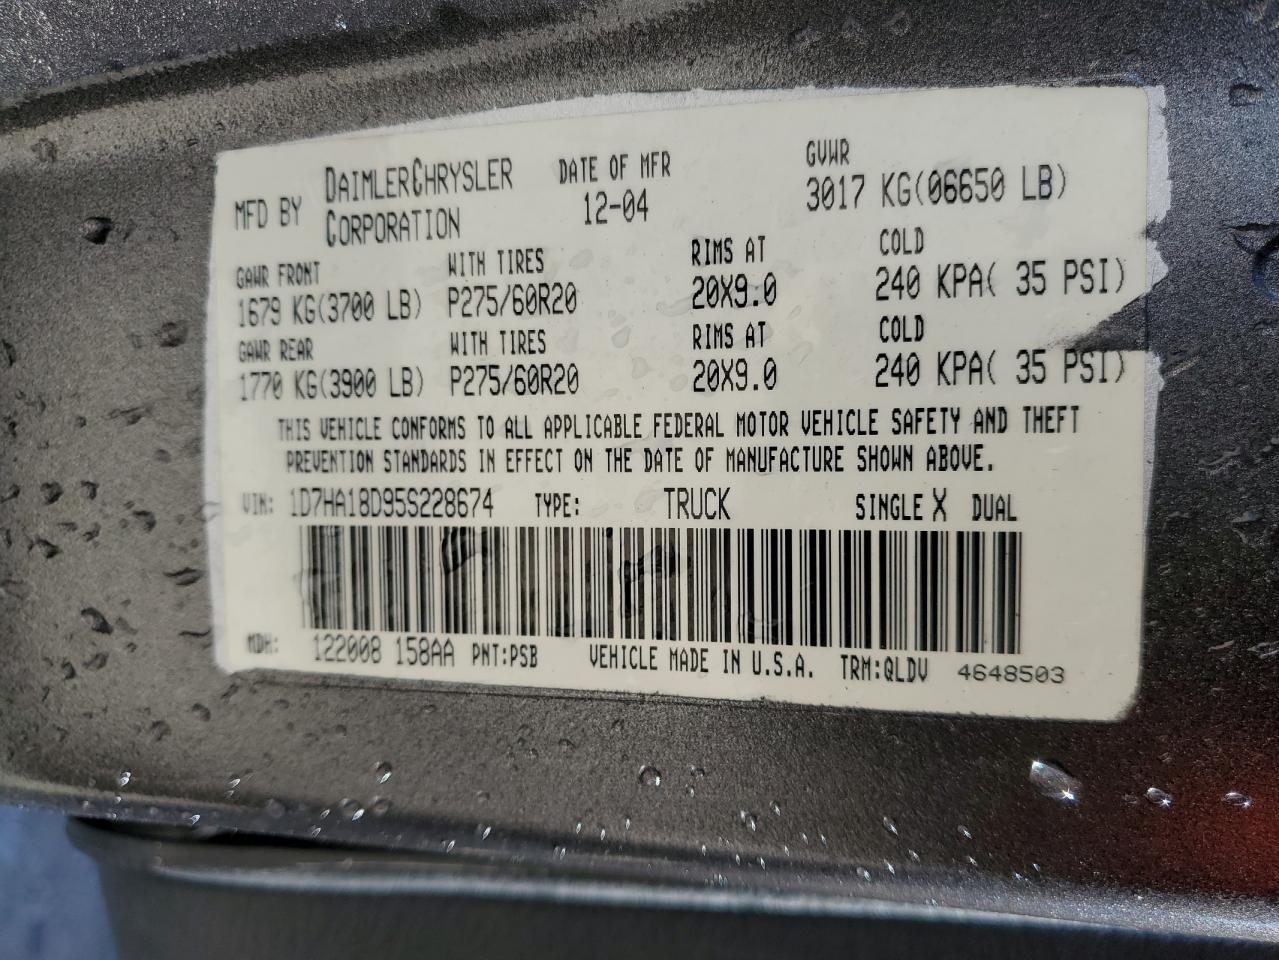 MFD BY DAIMLERCHRYSLER CORPORATION DATE OF MFR 12-04 GVWR 3017 KG(06650 LB)
GAWR FRONT WITH TIRES RIMS AT COLD
1679 KG(3700 LB) P275/60R20 20X9.0 240 KPA( 35 PSI)
GAWR REAR WITH TIRES RIMS AT COLD
1770 KG(3900 LB) P275/60R20 20X9.0 240 KPA( 35 PSI)
THIS VEHICLE CONFORMS TO ALL APPLICABLE FEDERAL MOTOR VEHICLE SAFETY AND THEFT
PREVENTION STANDARDS IN EFFECT ON THE DATE OF MANUFACTURE SHOWN ABOVE.
VIN: 1D7HA18D95S228674 TYPE: TRUCK SINGLE X DUAL
MDH: 122008 158AA PNT:PSB VEHICLE MADE IN U.S.A. TRM:QLDV 4648503